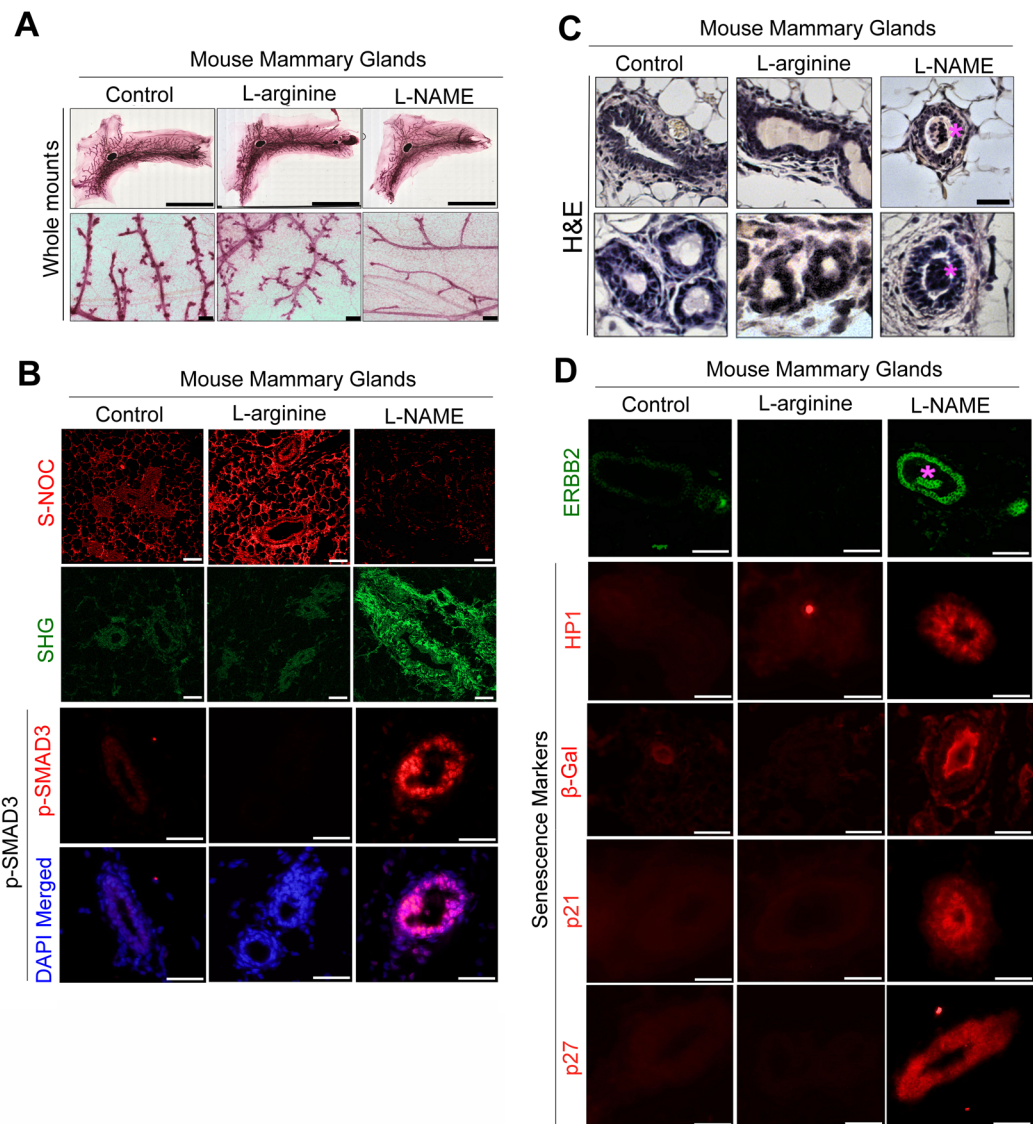 A
Mouse Mammary Glands
Control
L-arginine
L-NAME
Whole mounts
B
Mouse Mammary Glands
Control
L-arginine
L-NAME
S-NOC
SHG
p-SMAD3
p-SMAD3
DAPI Merged
C
Mouse Mammary Glands
Control
L-arginine
L-NAME
H&E
*
*
D
Mouse Mammary Glands
Control
L-arginine
L-NAME
ERBB2
*
Senescence Markers
HP1
β-Gal
p21
p27